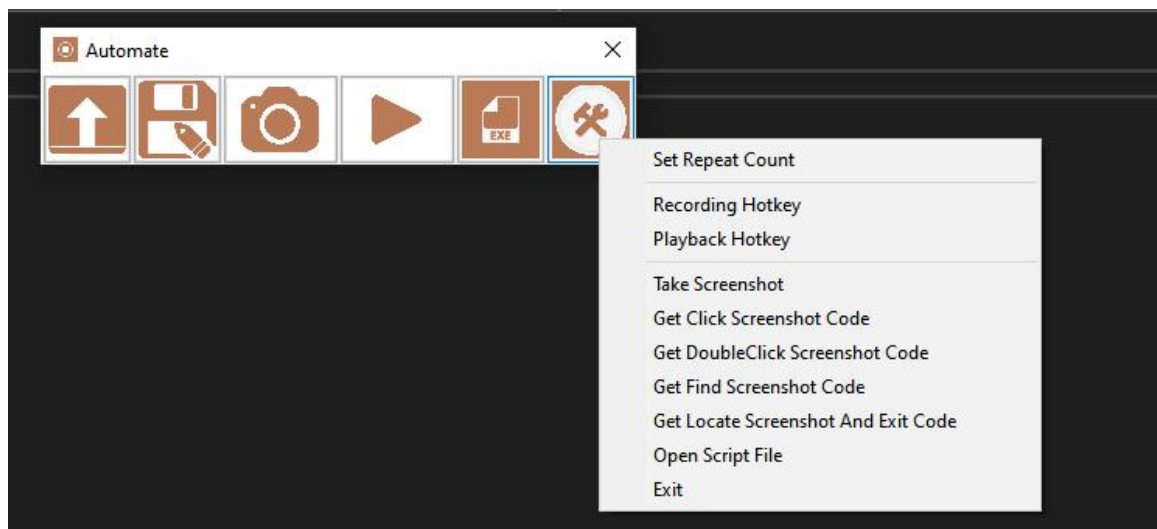 Automate
EXE
Set Repeat Count
Recording Hotkey
Playback Hotkey
Take Screenshot
Get Click Screenshot Code
Get DoubleClick Screenshot Code
Get Find Screenshot Code
Get Locate Screenshot And Exit Code
Open Script File
Exit